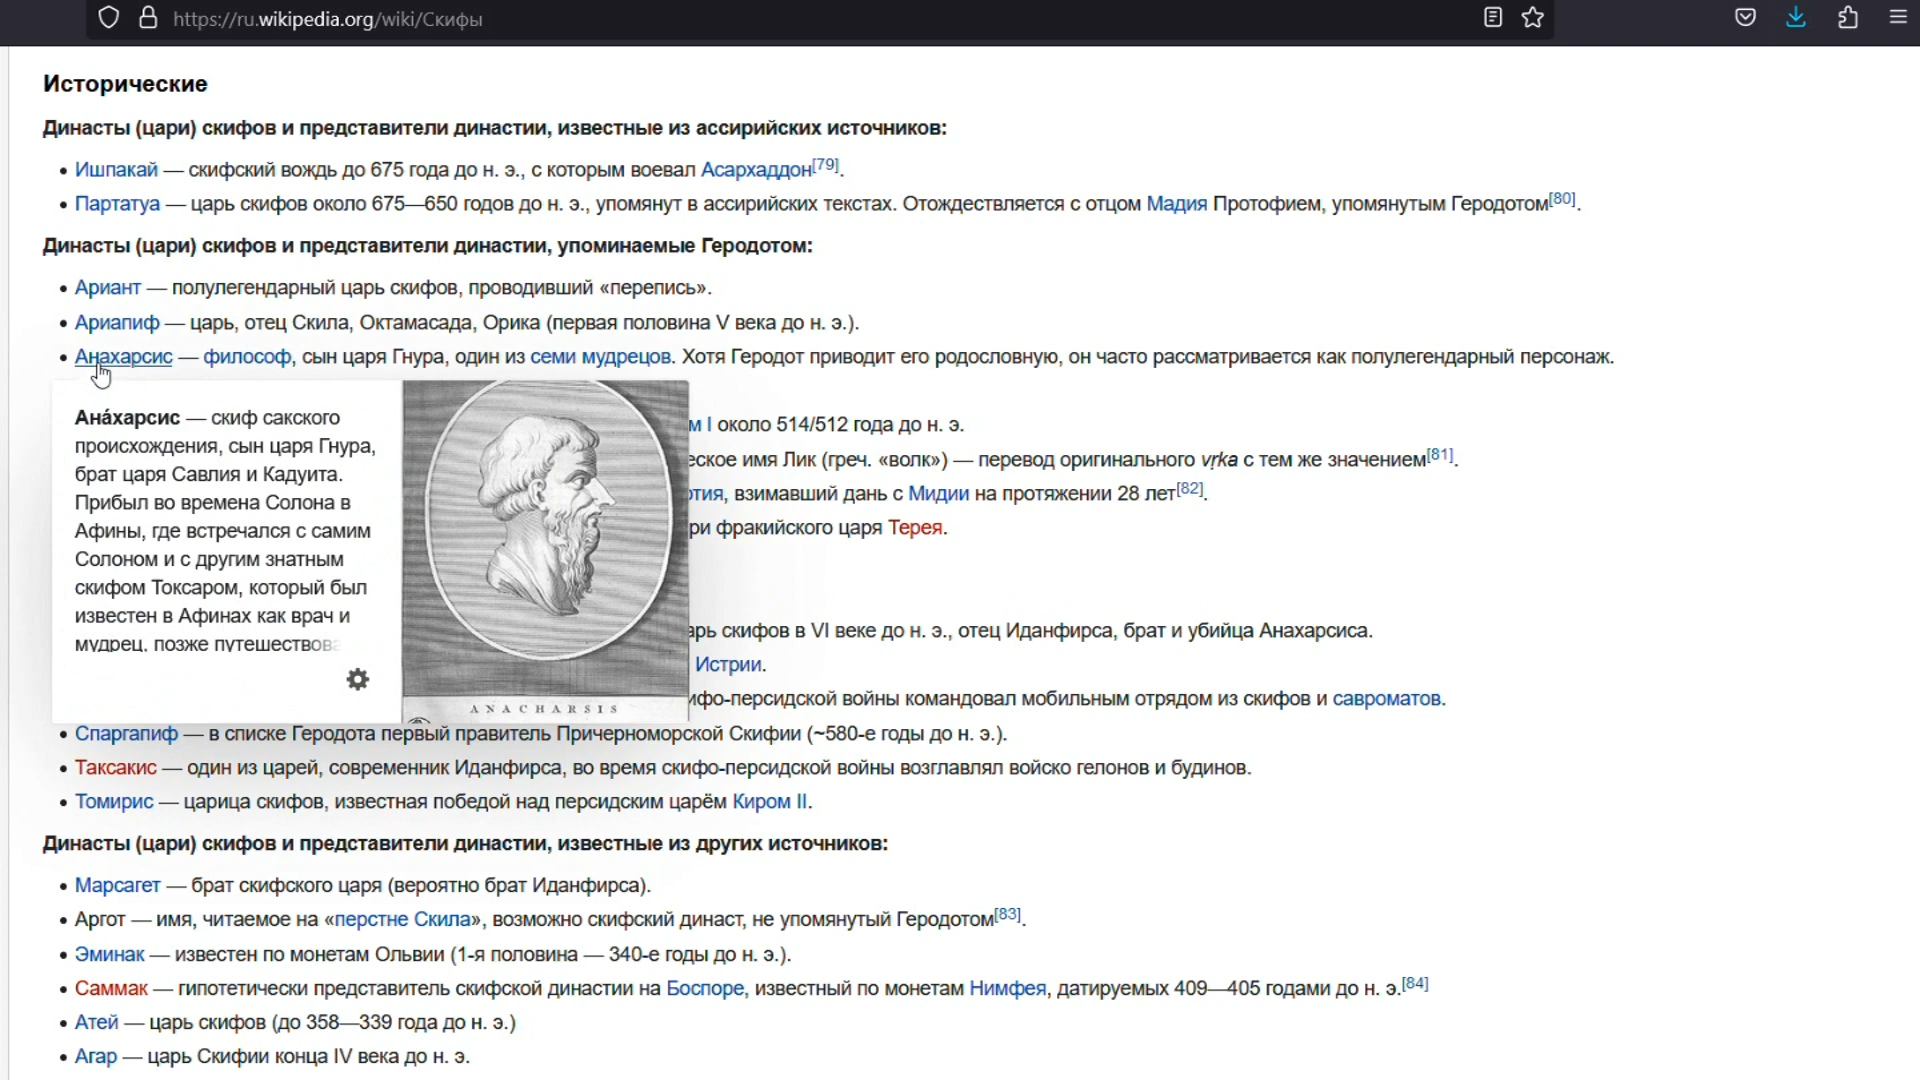 https://ru.wikipedia.org/wiki/Скифы
Исторические
Династы (цари) скифов и представители династии, известные из ассирийских источников:
• Ишпакай — скифский вождь до 675 года до н. э., с которым воевал Асархаддон[79].
• Партатуа — царь скифов около 675—650 годов до н. э., упомянут в ассирийских текстах. Отождествляется с отцом Мадия Протофием, упомянутым Геродотом[80].
Династы (цари) скифов и представители династии, упоминаемые Геродотом:
• Ариант — полулегендарный царь скифов, проводивший «перепись».
• Ариапиф — царь, отец Скила, Октамасада, Орика (первая половина V века до н. э.).
• Анахарсис — философ, сын царя Гнура, один из семи мудрецов. Хотя Геродот приводит его родословную, он часто рассматривается как полулегендарный персонаж.
Ана́харсис — скиф сакского
происхождения, сын царя Гнура,
брат царя Савлия и Кадуита.
Прибыл во времена Солона в
Афины, где встречался с самим
Солоном и с другим знатным
скифом Токсаром, который был
известен в Афинах как врач и
мудрец, позже путешествова
ANACHARSIS
м I около 514/512 года до н. э.
еское имя Лик (греч. «волк») — перевод оригинального vṛka с тем же значением[81].
отия, взимавший дань с Мидии на протяжении 28 лет[82].
ри фракийского царя Терея.
арь скифов в VI веке до н. э., отец Иданфирса, брат и убийца Анахарсиса.
Истрии.
ифо-персидской войны командовал мобильным отрядом из скифов и савроматов.
• Спаргапиф — в списке Геродота первый правитель Причерноморской Скифии (~580-е годы до н. э.).
• Таксакис — один из царей, современник Иданфирса, во время скифо-персидской войны возглавлял войско гелонов и будинов.
• Томирис — царица скифов, известная победой над персидским царём Киром II.
Династы (цари) скифов и представители династии, известные из других источников:
• Марсагет — брат скифского царя (вероятно брат Иданфирса).
• Аргот — имя, читаемое на «перстне Скила», возможно скифский династ, не упомянутый Геродотом[83].
• Эминак — известен по монетам Ольвии (1-я половина — 340-е годы до н. э.).
• Саммак — гипотетически представитель скифской династии на Боспоре, известный по монетам Нимфея, датируемых 409—405 годами до н. э.[84]
• Атей — царь скифов (до 358—339 года до н. э.)
• Агар — царь Скифии конца IV века до н. э.